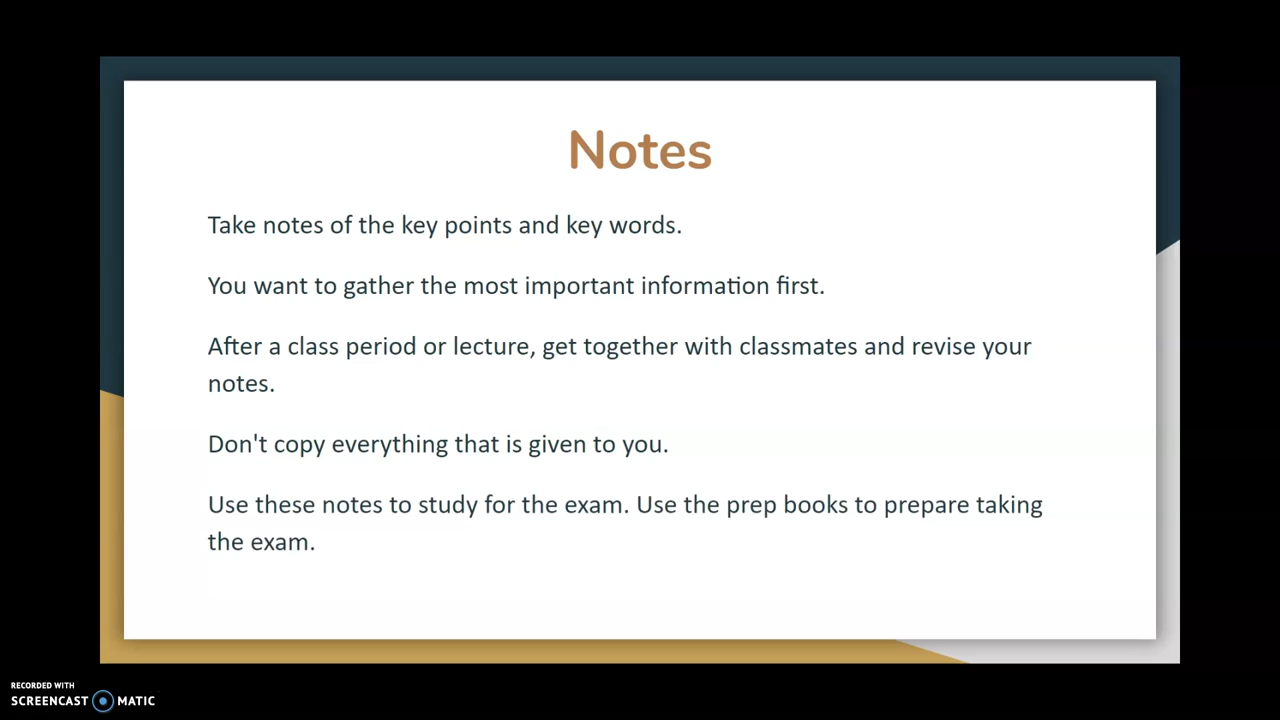 Notes
Take notes of the key points and key words.
You want to gather the most important information first.
After a class period or lecture, get together with classmates and revise your
notes.
Don't copy everything that is given to you.
Use these notes to study for the exam. Use the prep books to prepare taking
the exam.
RECORDED WITH
SCREENCAST MATIC